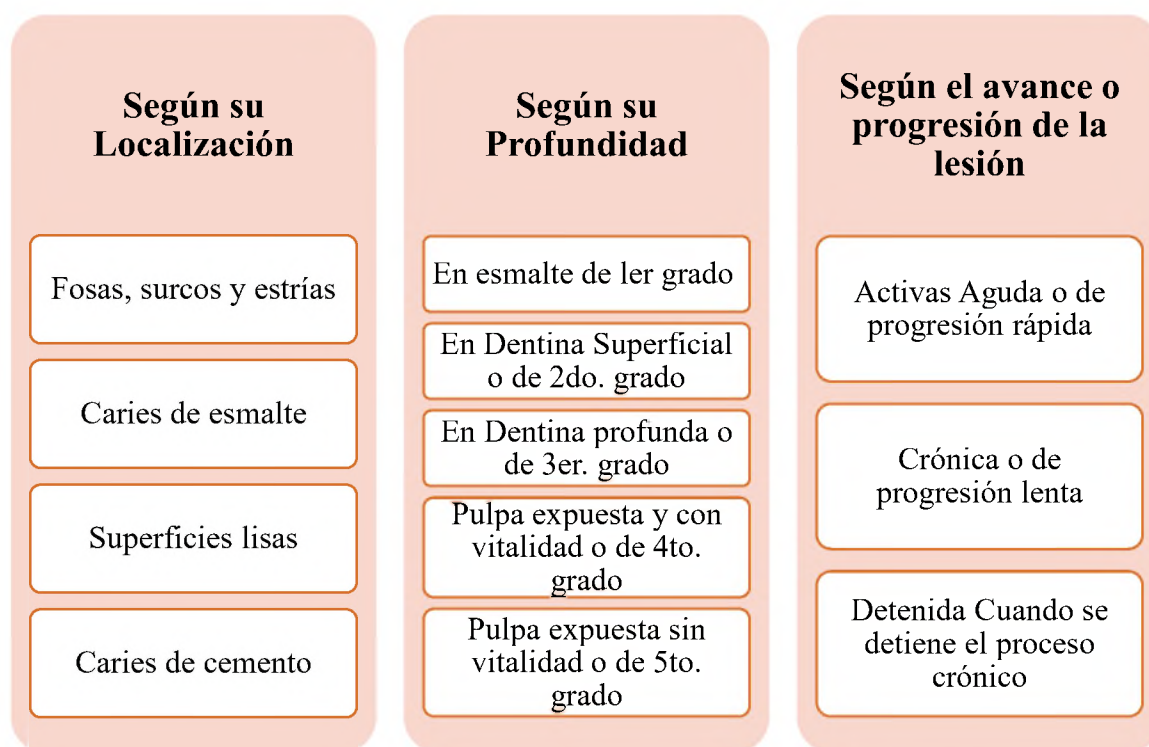 Según su
Localización
Fosas, surcos y estrías
Caries de esmalte
Superficies lisas
Caries de cemento
Según su
Profundidad
En esmalte de ler grado
En Dentina Superficial
o de 2do. grado
En Dentina profunda o
de 3er. grado
Pulpa expuesta y con
vitalidad o de 4to.
grado
Pulpa expuesta sin
vitalidad o de 5to.
grado
Según el avance o
progresión de la
lesión
Activas Aguda o de
progresión rápida
Crónica o de
progresión lenta
Detenida Cuando se
detiene el proceso
crónico